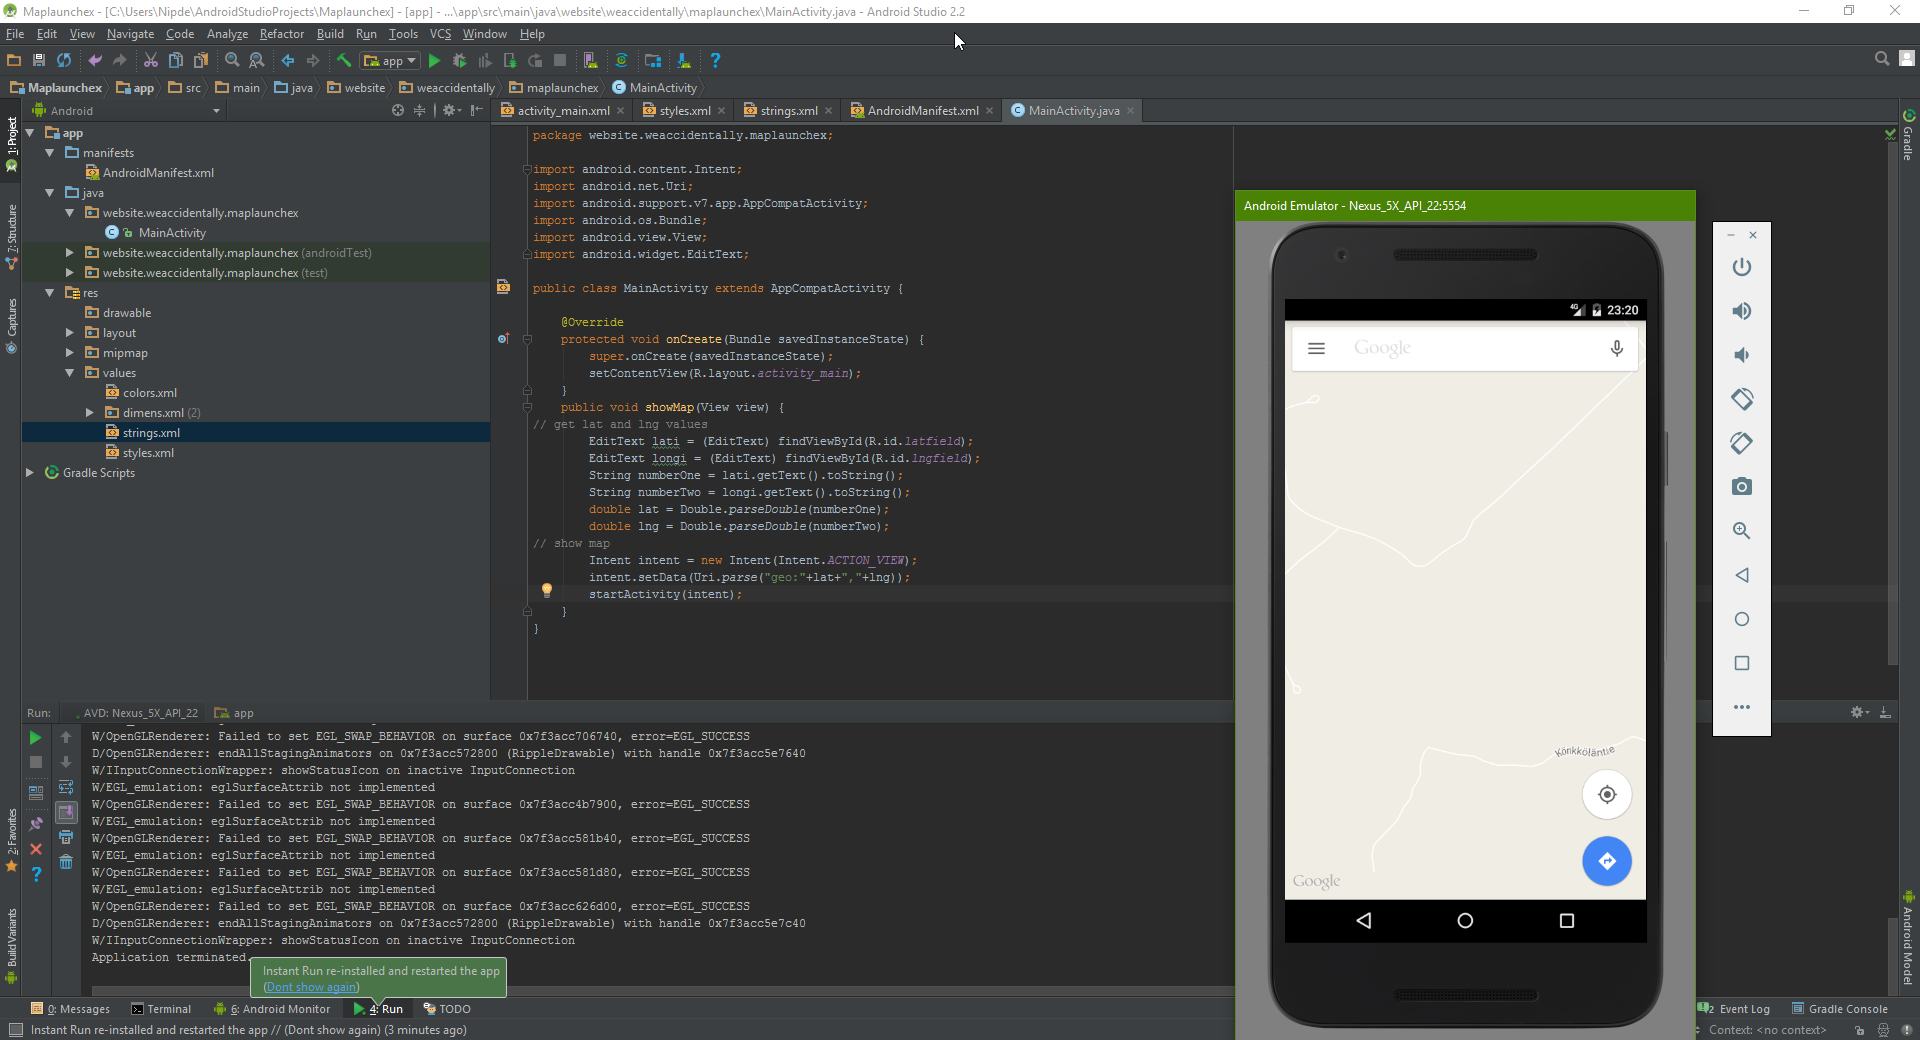 Maplaunchex - [C:\Users\Nipde\AndroidStudioProjects\Maplaunchex] - [app] - ...\app\src\main\java\website\weaccidentally\maplaunchex\MainActivity.java - Android Studio 2.2
File Edit View Navigate Code Analyze Refactor Build Run Tools VCS Window Help
app
Maplaunchex app src main java website weaccidentally maplaunchex MainActivity
Android
activity_main.xml styles.xml strings.xml AndroidManifest.xml MainActivity.java
1: Project
7: Structure
Captures
2: Favorites
Build Variants
app
manifests
AndroidManifest.xml
java
website.weaccidentally.maplaunchex
MainActivity
website.weaccidentally.maplaunchex (androidTest)
website.weaccidentally.maplaunchex (test)
res
drawable
layout
mipmap
values
colors.xml
dimens.xml (2)
strings.xml
styles.xml
Gradle Scripts
package website.weaccidentally.maplaunchex;
import android.content.Intent;
import android.net.Uri;
import android.support.v7.app.AppCompatActivity;
import android.os.Bundle;
import android.view.View;
import android.widget.EditText;
public class MainActivity extends AppCompatActivity {
@Override
protected void onCreate(Bundle savedInstanceState) {
super.onCreate(savedInstanceState);
setContentView(R.layout.activity_main);
}
public void showMap(View view) {
// get lat and lng values
EditText lati = (EditText) findViewById(R.id.latfield);
EditText longi = (EditText) findViewById(R.id.lngfield);
String numberOne = lati.getText().toString();
String numberTwo = longi.getText().toString();
double lat = Double.parseDouble(numberOne);
double lng = Double.parseDouble(numberTwo);
// show map
Intent intent = new Intent(Intent.ACTION_VIEW);
intent.setData(Uri.parse("geo:"+lat+","+lng));
startActivity(intent);
}
}
Gradle
Android Model
Android Emulator - Nexus_5X_API_22:5554
4G 23:20
Google
Könkköläntie
Google
Run: AVD: Nexus_5X_API_22 app
W/OpenGLRenderer: Failed to set EGL_SWAP_BEHAVIOR on surface 0x7f3acc706740, error=EGL_SUCCESS
D/OpenGLRenderer: endAllStagingAnimators on 0x7f3acc572800 (RippleDrawable) with handle 0x7f3acc5e7640
W/IInputConnectionWrapper: showStatusIcon on inactive InputConnection
W/EGL_emulation: eglSurfaceAttrib not implemented
W/OpenGLRenderer: Failed to set EGL_SWAP_BEHAVIOR on surface 0x7f3acc4b7900, error=EGL_SUCCESS
W/EGL_emulation: eglSurfaceAttrib not implemented
W/OpenGLRenderer: Failed to set EGL_SWAP_BEHAVIOR on surface 0x7f3acc581b40, error=EGL_SUCCESS
W/EGL_emulation: eglSurfaceAttrib not implemented
W/OpenGLRenderer: Failed to set EGL_SWAP_BEHAVIOR on surface 0x7f3acc581d80, error=EGL_SUCCESS
W/EGL_emulation: eglSurfaceAttrib not implemented
W/OpenGLRenderer: Failed to set EGL_SWAP_BEHAVIOR on surface 0x7f3acc626d00, error=EGL_SUCCESS
D/OpenGLRenderer: endAllStagingAnimators on 0x7f3acc572800 (RippleDrawable) with handle 0x7f3acc5e7c40
W/IInputConnectionWrapper: showStatusIcon on inactive InputConnection
Application terminated.
Instant Run re-installed and restarted the app
(Dont show again)
0: Messages Terminal 6: Android Monitor 4: Run TODO 2 Event Log Gradle Console
Instant Run re-installed and restarted the app // (Dont show again) (3 minutes ago) Context: <no context>